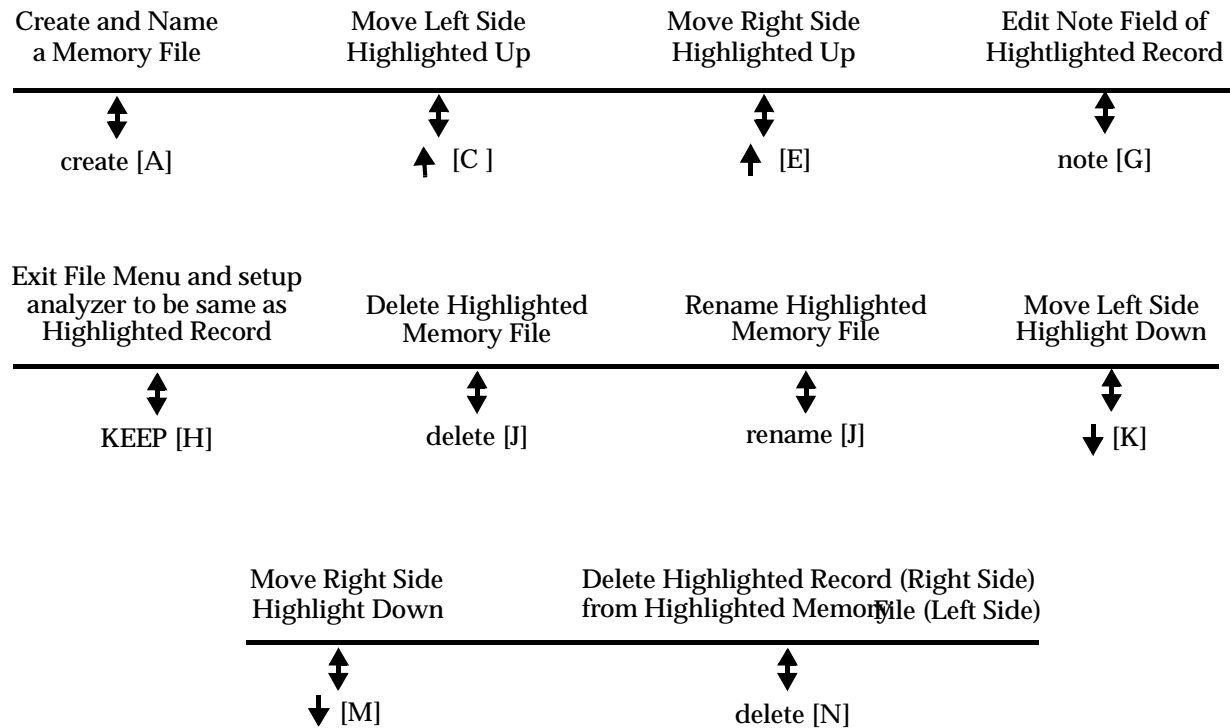 Create and Name
a Memory File
Move Left Side
Highlighted Up
Move Right Side
Highlighted Up
Edit Note Field of
Hightlighted Record
create [A]
[C ]
[E]
note [G]
Exit File Menu and setup
analyzer to be same as
Highlighted Record
Delete Highlighted
Memory File
Rename Highlighted
Memory File
Move Left Side
Highlight Down
KEEP [H]
delete [J]
rename [J]
[K]
Move Right Side
Highlight Down
Delete Highlighted Record (Right Side)
from Highlighted Memory File (Left Side)
[M]
delete [N]